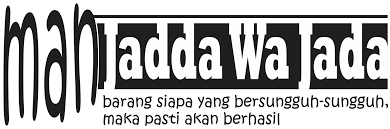 man Jadda Wa Jada
barang siapa yang bersungguh-sungguh,
maka pasti akan berhasil